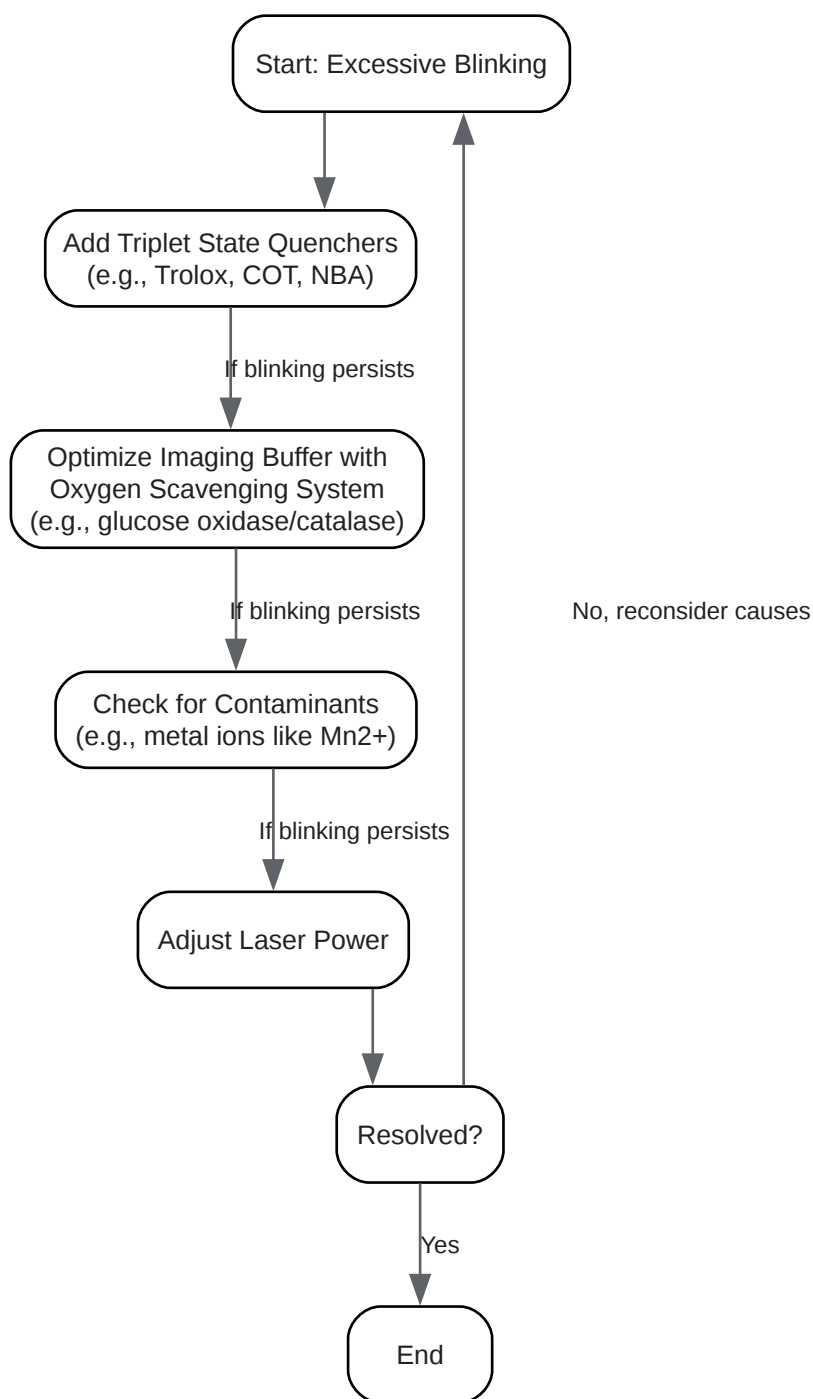 Start: Excessive Blinking
Add Triplet State Quenchers
(e.g., Trolox, COT, NBA)
If blinking persists
Optimize Imaging Buffer with
Oxygen Scavenging System
(e.g., glucose oxidase/catalase)
If blinking persists
No, reconsider causes
Check for Contaminants
(e.g., metal ions like Mn2+)
If blinking persists
Adjust Laser Power
Resolved?
Yes
End